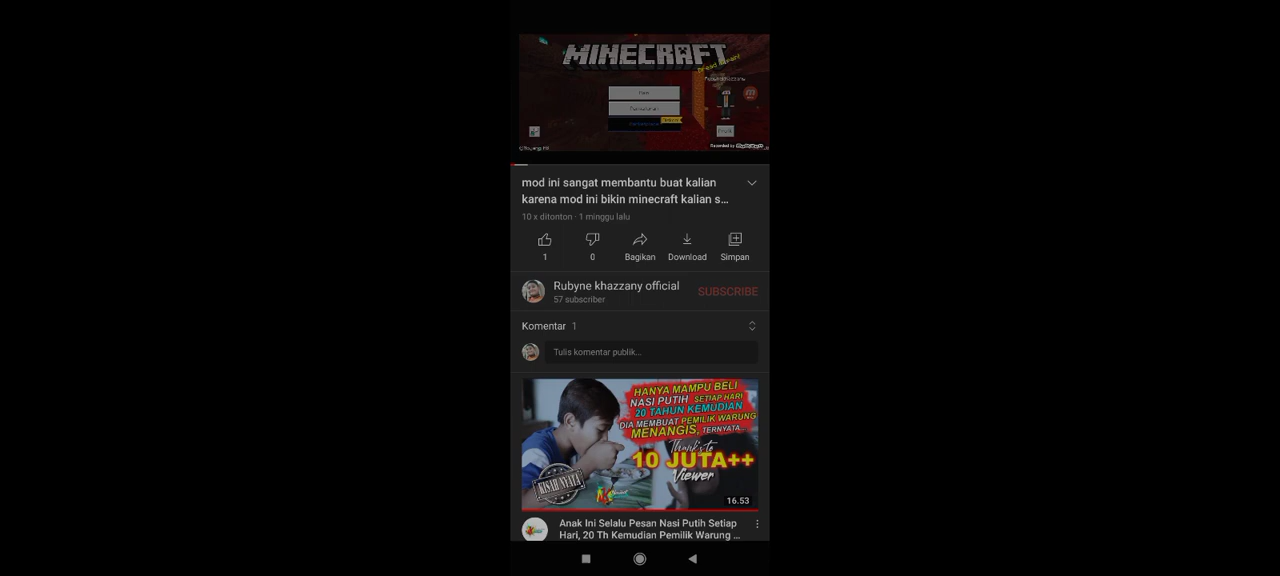 MINECRAFT
mod ini sangat membantu buat kalian
karena mod ini bikin minecraft kalian s...
10 x ditonton · 1 minggu lalu
1
0
Bagikan
Download
Simpan
Rubyne khazzany official
57 subscriber
SUBSCRIBE
Komentar 1
Tulis komentar publik...
HANYA MAMPU BELI
NASI PUTIH SETIAP HARI
20 TAHUN KEMUDIAN
DIA MEMBUAT PEMILIK WARUNG
MENANGIS, TERNYATA...
Thank's to
10 JUTA++
Viewer
KISAH NYATA
16.53
Anak Ini Selalu Pesan Nasi Putih Setiap
Hari, 20 Th Kemudian Pemilik Warung ...